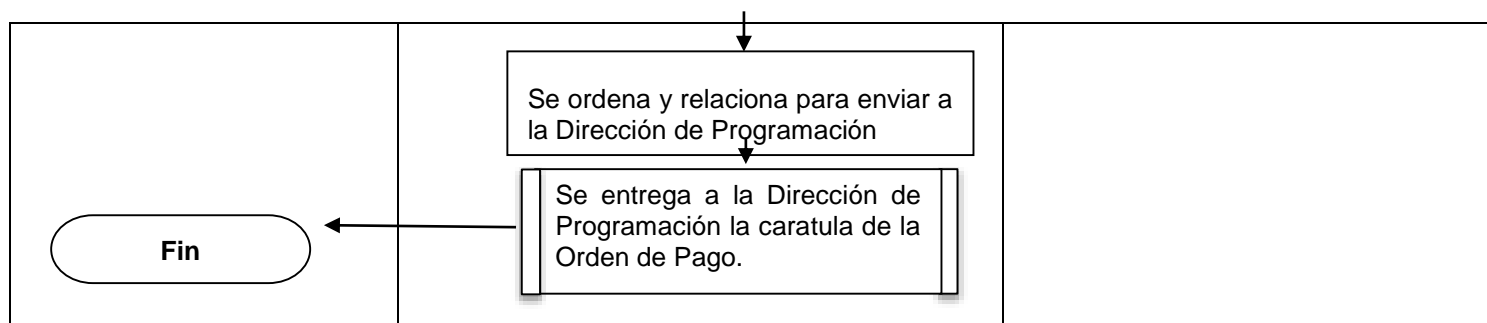 Se ordena y relaciona para enviar a
la Dirección de Programación
Se entrega a la Dirección de
Programación la caratula de la
Orden de Pago.
Fin